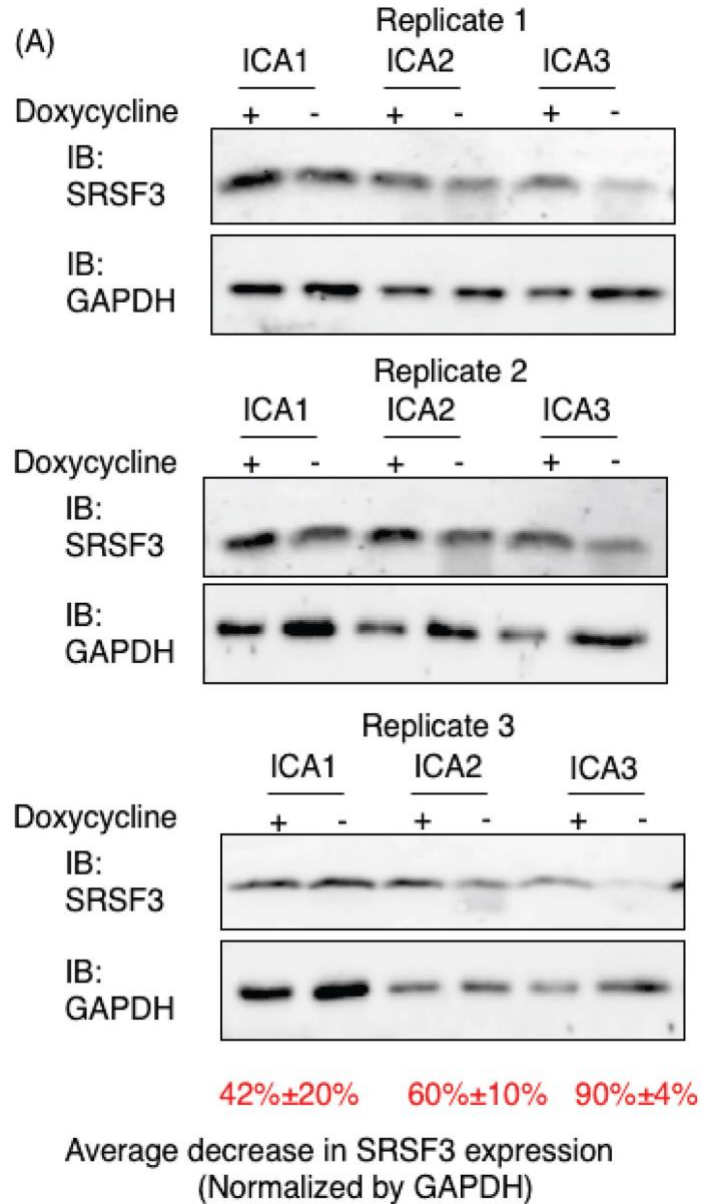 (A)
Replicate 1
ICA1 ICA2 ICA3
Doxycycline + - + - + -
IB:
SRSF3
IB:
GAPDH
Replicate 2
ICA1 ICA2 ICA3
Doxycycline + - + - + -
IB:
SRSF3
IB:
GAPDH
Replicate 3
ICA1 ICA2 ICA3
Doxycycline + - + - + -
IB:
SRSF3
IB:
GAPDH
42%±20% 60%±10% 90%±4%
Average decrease in SRSF3 expression
(Normalized by GAPDH)